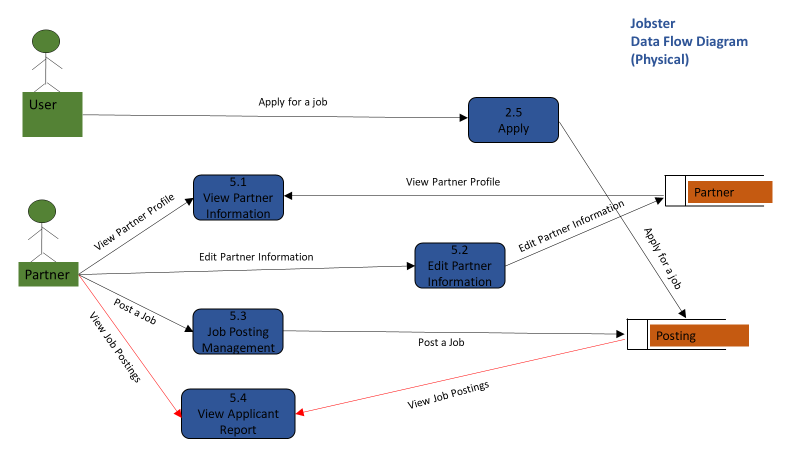 Jobster
Data Flow Diagram
(Physical)
User
Apply for a job
2.5
Apply
5.1
View Partner
Information
View Partner Profile
Partner
View Partner Profile
Edit Partner Information
Apply for a job
Partner
Edit Partner Information
5.2
Edit Partner
Information
Post a Job
5.3
Job Posting
Management
Post a Job
Posting
View Job Postings
5.4
View Applicant
Report
View Job Postings